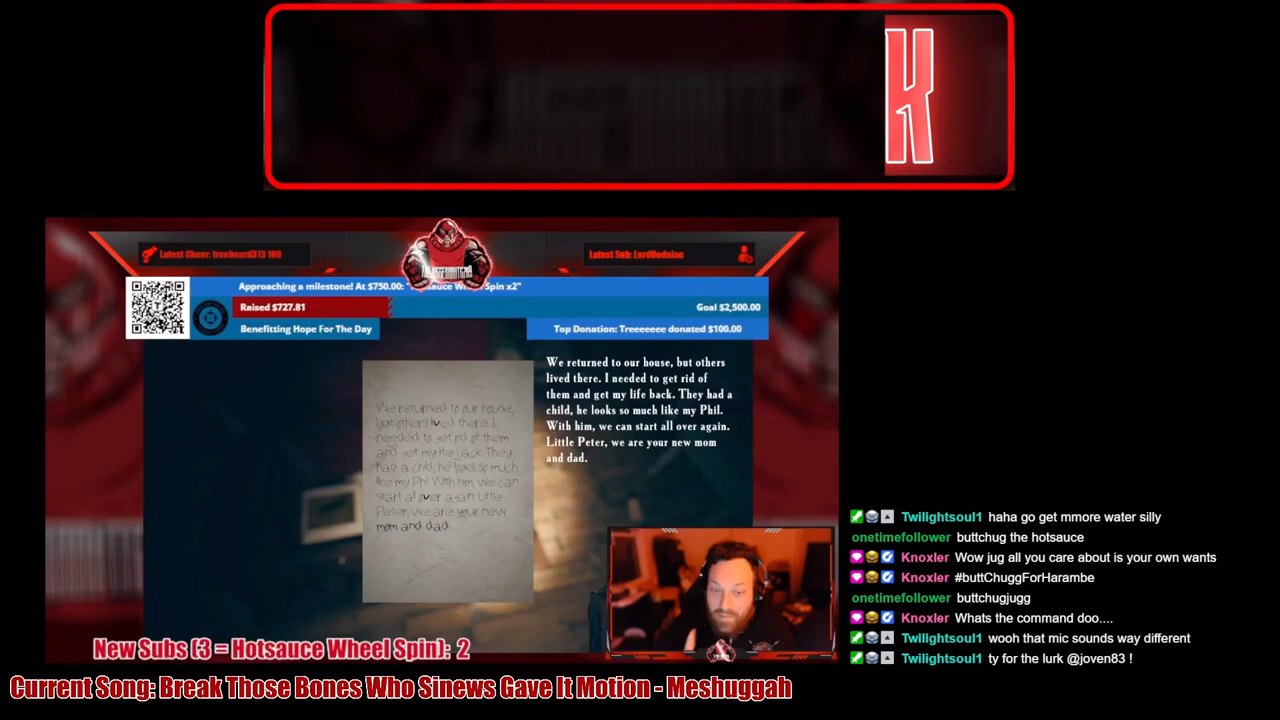 K
Latest Cheer: treebeard313 100
Latest Sub: LordDodaloo
Approaching a milestone! At $750.00: Spin x2"
Raised $727.81
Goal $2,500.00
Benefitting Hope For The Day
Top Donation: Treeeeeee donated $100.00
We returned to our house,
but others lived there. I
needed to get rid of them
and get my life back. They
had a child, he looks so much
like my Phil. With him, we can
start all over again. Little
Peter, we are your new
mom and dad.
We returned to our house, but others
lived there. I needed to get rid of
them and get my life back. They had a
child, he looks so much like my Phil.
With him, we can start all over again.
Little Peter, we are your new mom
and dad.
Twilightsoul1 haha go get mmore water silly
onetimefollower buttchug the hotsauce
Knoxler Wow jug all you care about is your own wants
Knoxler #buttChuggForHarambe
onetimefollower buttchugjugg
Knoxler Whats the command doo....
Twilightsoul1 wooh that mic sounds way different
Twilightsoul1 ty for the lurk @joven83 !
New Subs (3 = Hotsauce Wheel Spin): 2
Current Song: Break Those Bones Who Sinews Gave It Motion - Meshuggah